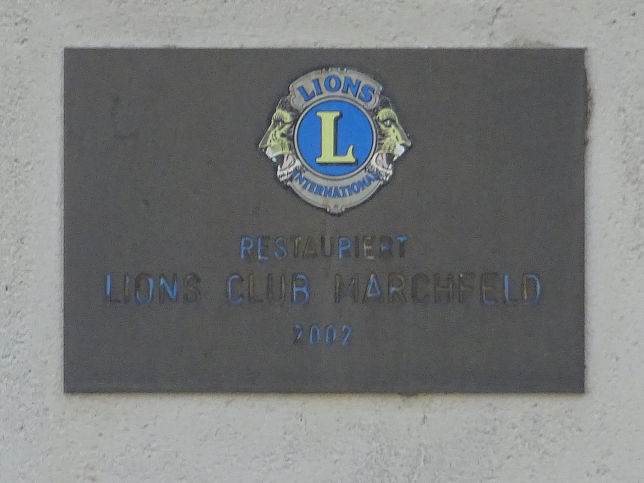 LIONS
L
INTERNATIONAL
RESTAURIERT
LIONS CLUB MARCHFELD
2002